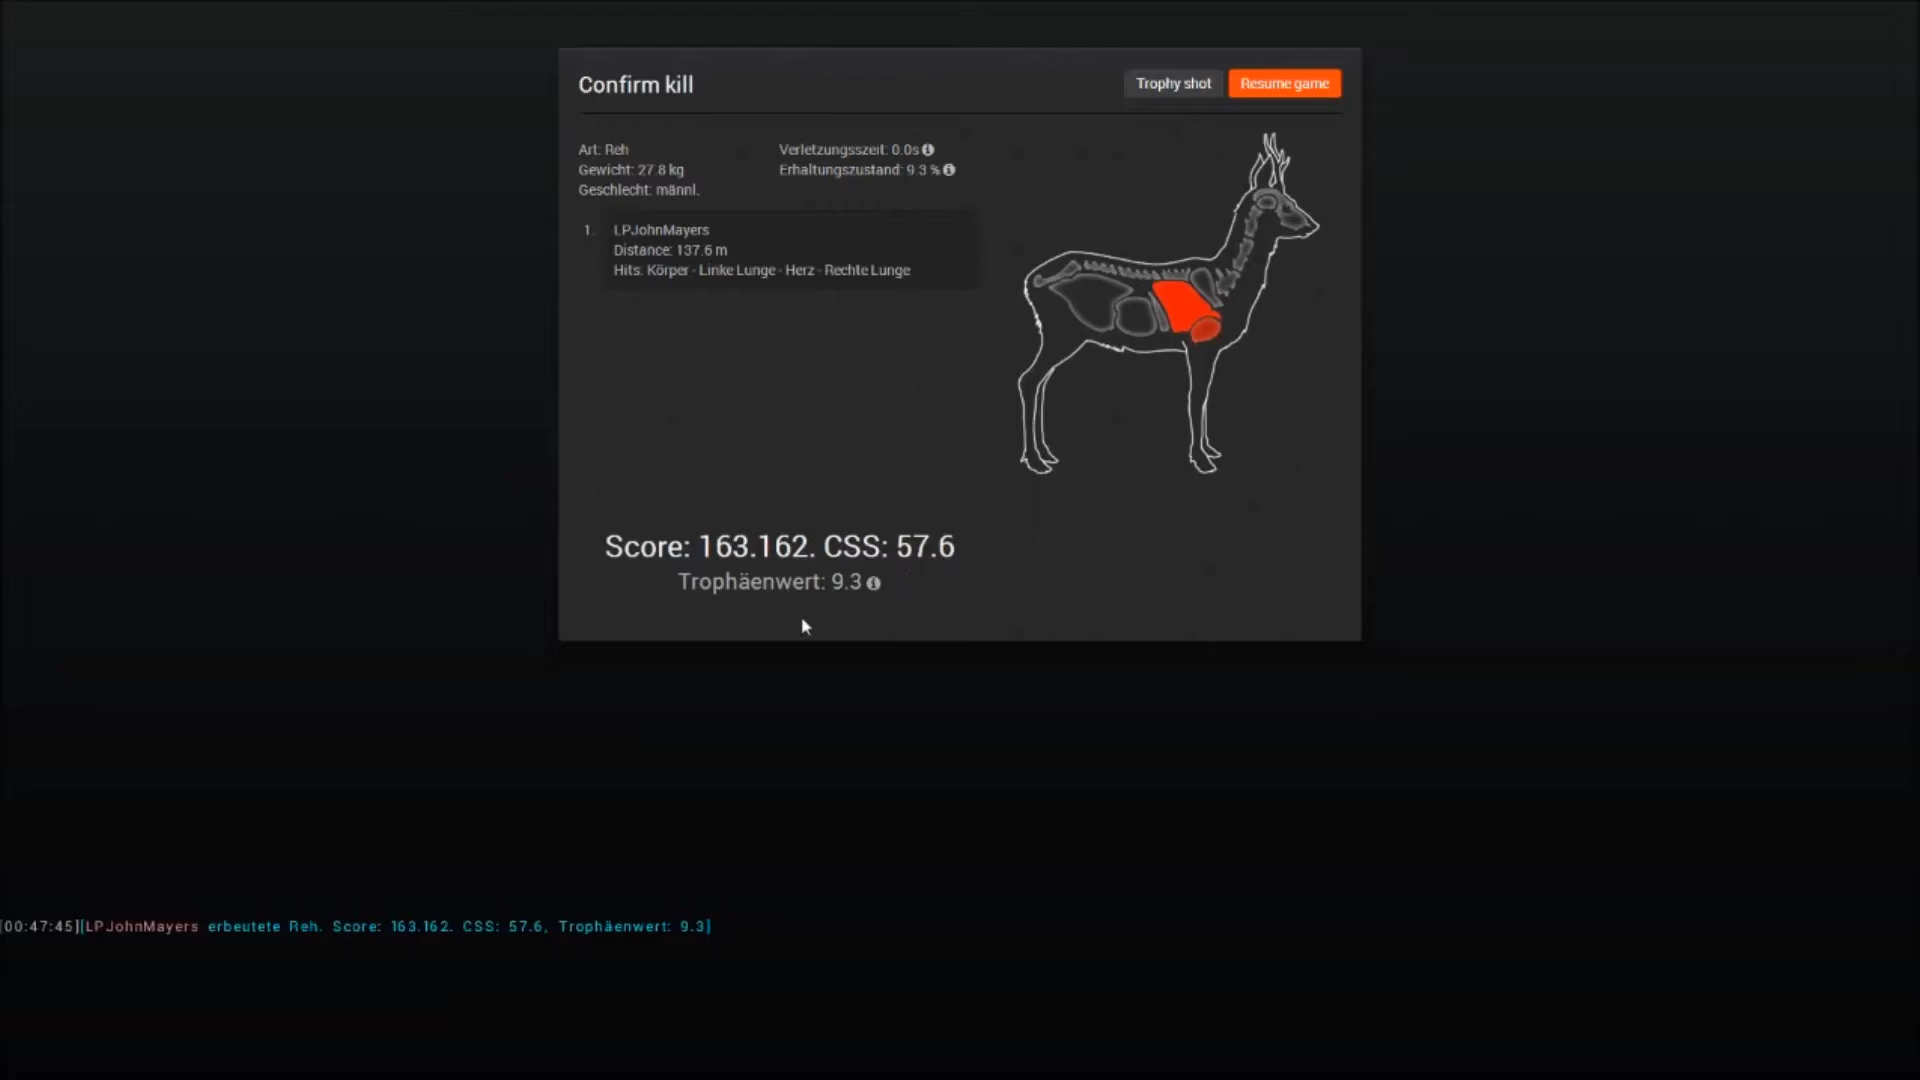 Confirm kill
Trophy shot
Resume game
Art: Reh
Gewicht: 27.8 kg
Geschlecht: männl.
Verletzungsszeit: 0.0s
Erhaltungszustand: 9.3 %
1. LPJohnMayers
Distance: 137.6 m
Hits: Körper - Linke Lunge - Herz - Rechte Lunge
Score: 163.162. CSS: 57.6
Trophäenwert: 9.3
[00:47:45][LPJohnMayers erbeutete Reh. Score: 163.162. CSS: 57.6, Trophäenwert: 9.3]